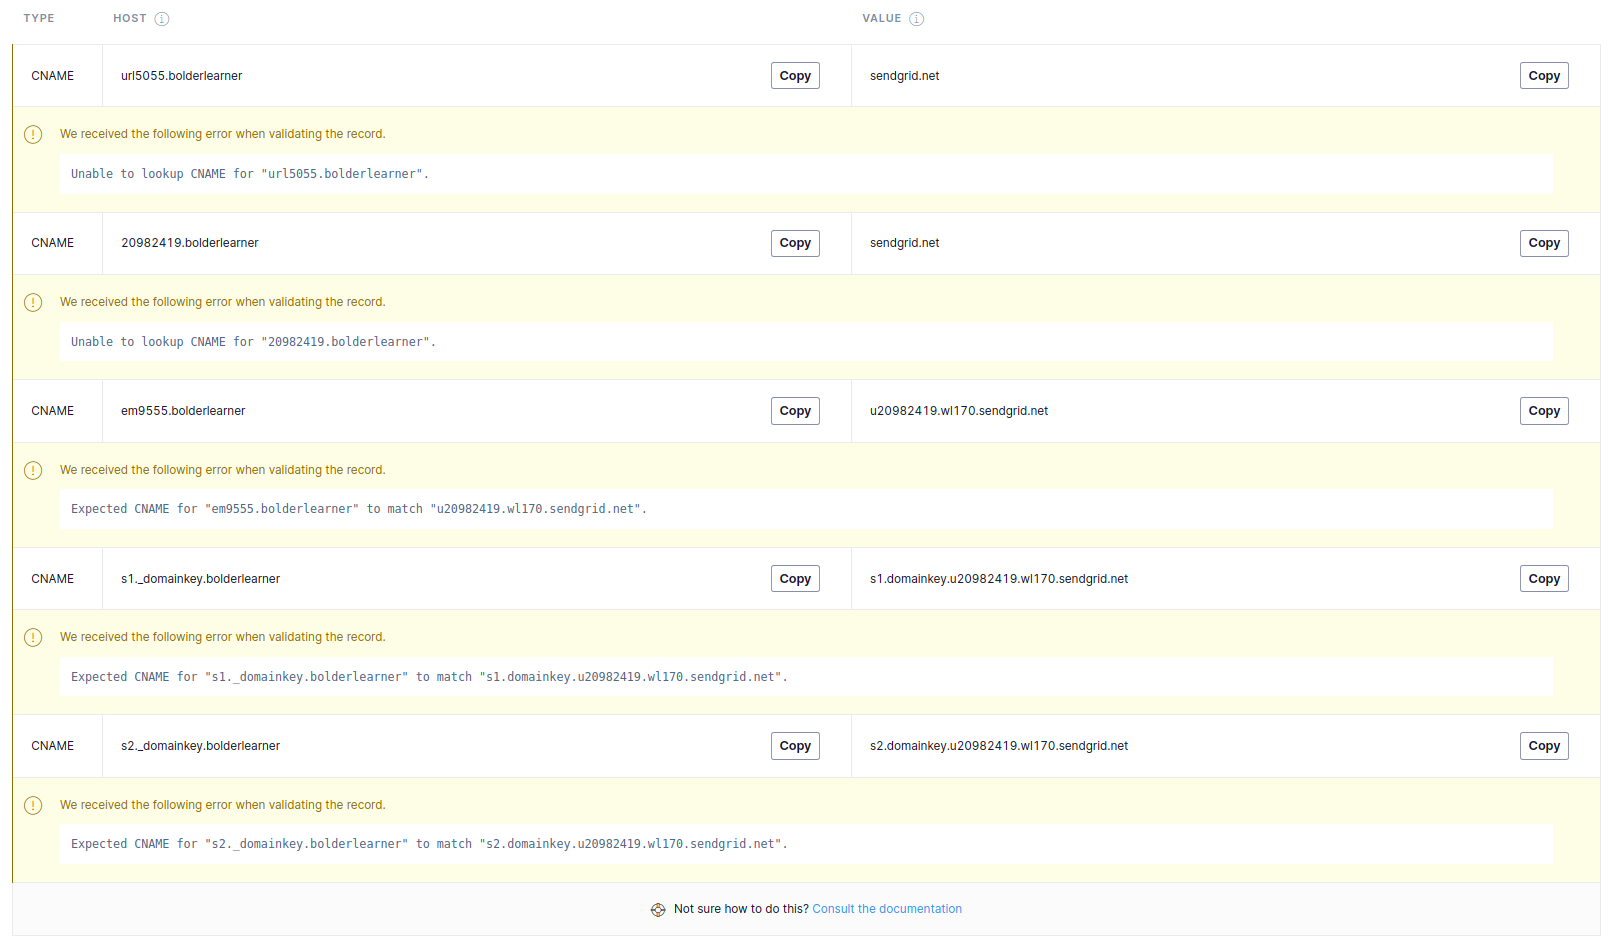 TYPE HOST VALUE
CNAME url5055.bolderlearner Copy sendgrid.net Copy
We received the following error when validating the record.
Unable to lookup CNAME for "url5055.bolderlearner".
CNAME 20982419.bolderlearner Copy sendgrid.net Copy
We received the following error when validating the record.
Unable to lookup CNAME for "20982419.bolderlearner".
CNAME em9555.bolderlearner Copy u20982419.wl170.sendgrid.net Copy
We received the following error when validating the record.
Expected CNAME for "em9555.bolderlearner" to match "u20982419.wl170.sendgrid.net".
CNAME s1._domainkey.bolderlearner Copy s1.domainkey.u20982419.wl170.sendgrid.net Copy
We received the following error when validating the record.
Expected CNAME for "s1._domainkey.bolderlearner" to match "s1.domainkey.u20982419.wl170.sendgrid.net".
CNAME s2._domainkey.bolderlearner Copy s2.domainkey.u20982419.wl170.sendgrid.net Copy
We received the following error when validating the record.
Expected CNAME for "s2._domainkey.bolderlearner" to match "s2.domainkey.u20982419.wl170.sendgrid.net".
Not sure how to do this? Consult the documentation